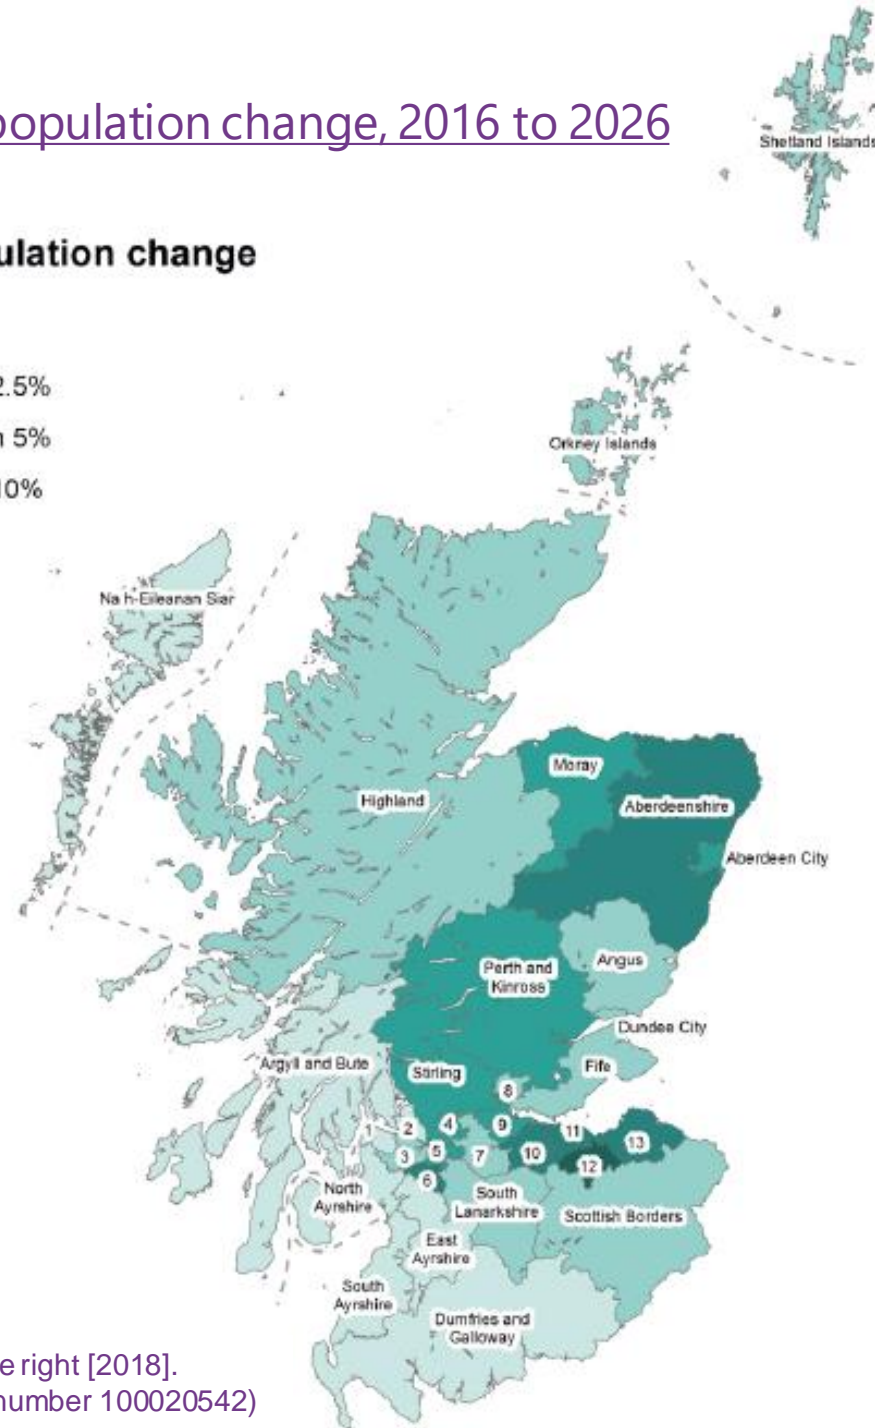 population change, 2016 to 2026
Shetland Islands
ulation change
2.5%
5%
10%
Orkney Islands
Na h-Eileanan Siar
Moray
Highland
Aberdeenshire
Aberdeen City
Perth and
Kinross
Angus
Dundee City
Argyll and Bute
Stirling
Fife
8
1
2
4
9
11
3
5
7
10
13
12
6
North
Ayrshire
South
Lanarkshire
Scottish Borders
East
Ayrshire
South
Ayrshire
Dumfries and
Galloway
e right [2018].
number 100020542)